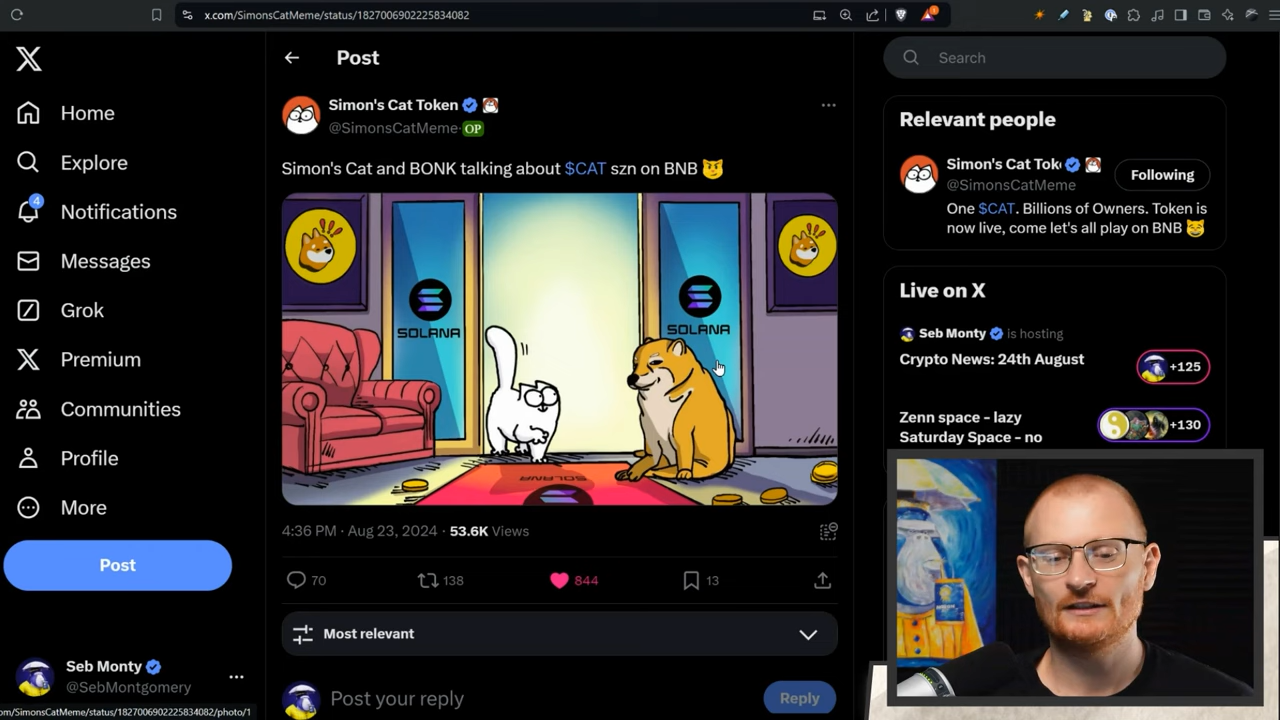 x.com/SimonsCatMeme/status/1827006902225834082
Home
Explore
4
Notifications
Messages
Grok
Premium
Communities
Profile
More
Post
Seb Monty
@SebMontgomery
om/SimonsCatMeme/status/1827006902225834082/photo/1
Post
Simon's Cat Token
@SimonsCatMeme OP
Simon's Cat and BONK talking about $CAT szn on BNB
SOLANA
SOLANA
SOLANA
4:36 PM · Aug 23, 2024 · 53.6K Views
70 138 844 13
Most relevant
Post your reply
Reply
Search
Relevant people
Simon's Cat Tok
@SimonsCatMeme
Following
One $CAT. Billions of Owners. Token is
now live, come let's all play on BNB
Live on X
Seb Monty is hosting
Crypto News: 24th August
+125
Zenn space - lazy
Saturday Space - no
+130